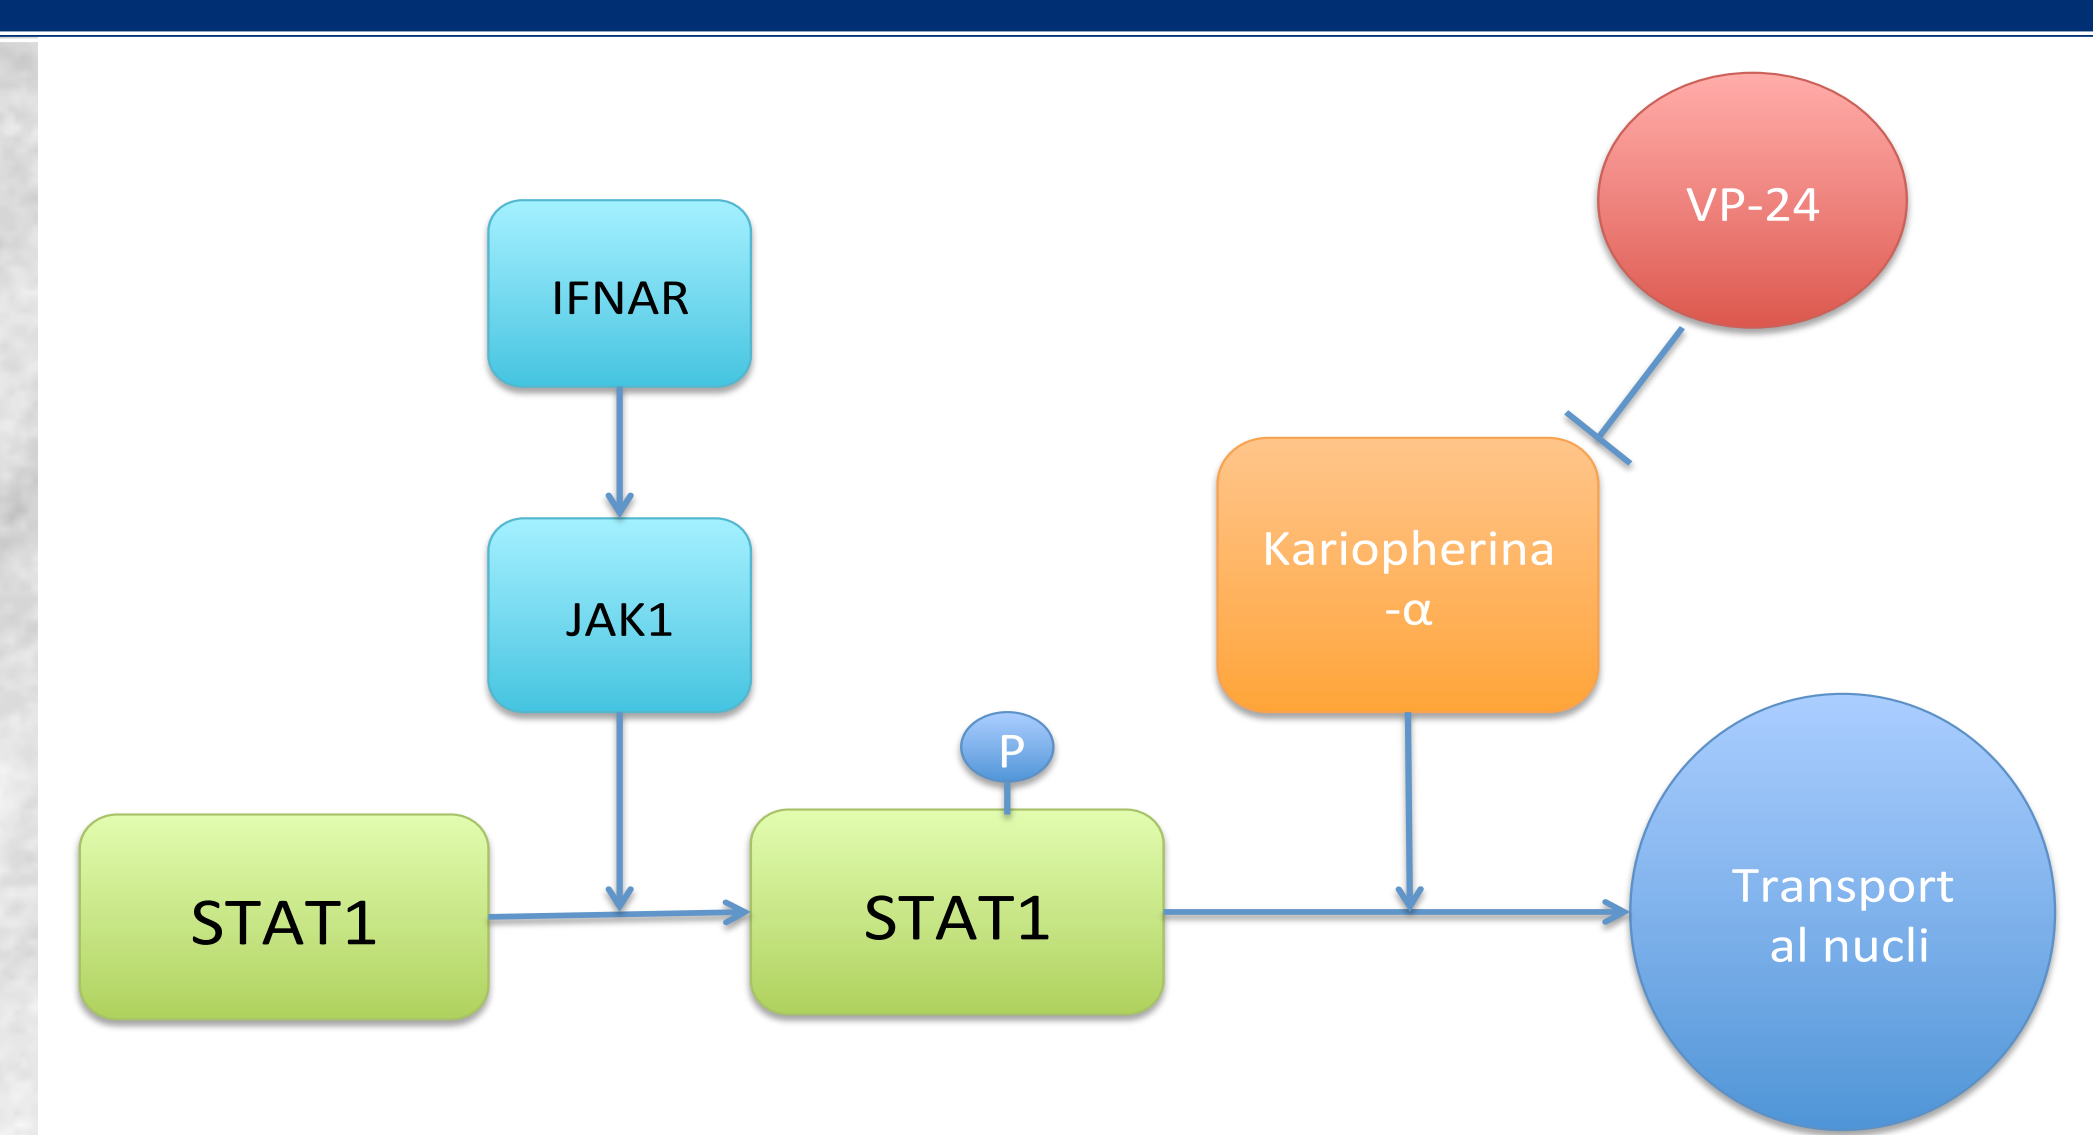 VP-24
IFNAR
Kariopherina
-α
JAK1
P
STAT1
STAT1
Transport
al nucli